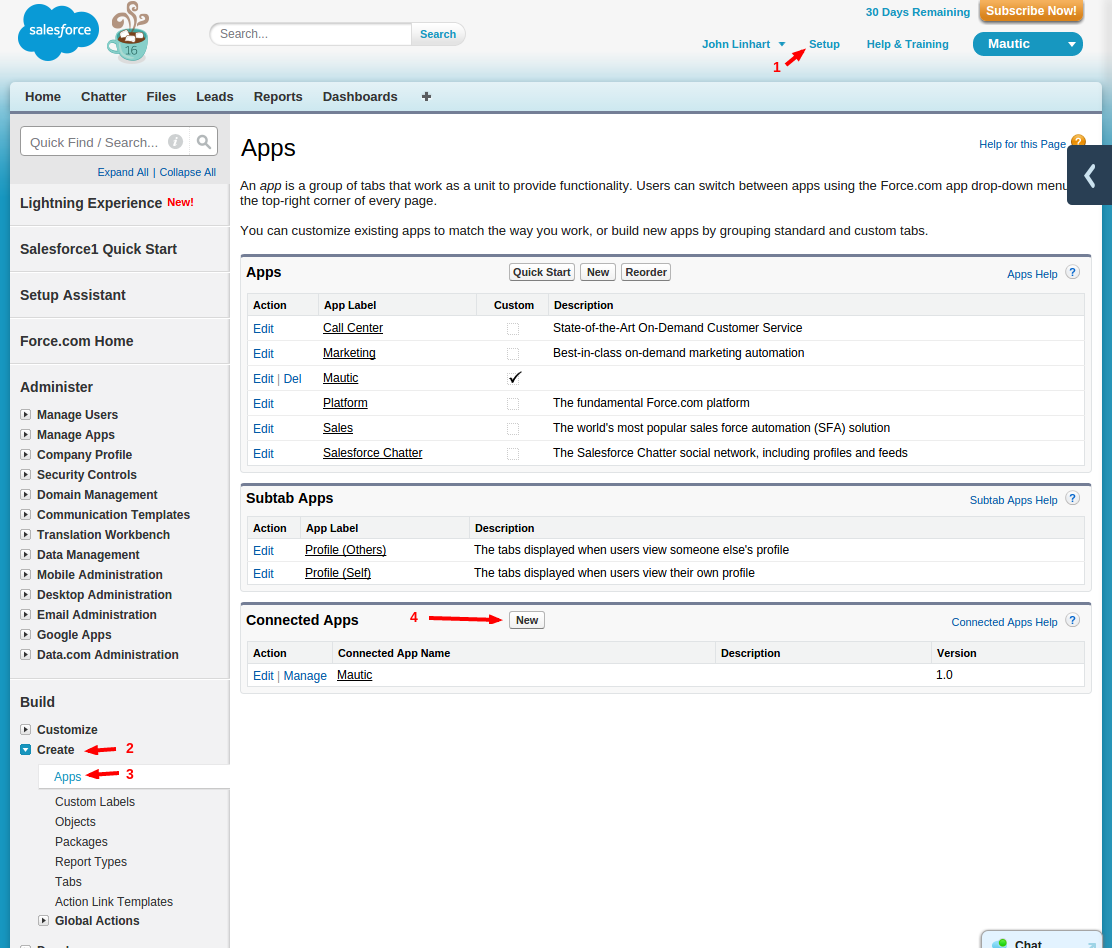 salesforce
16
Search...
Search
30 Days Remaining
Subscribe Now!
John Linhart
Setup
Help & Training
Mautic
1
Home
Chatter
Files
Leads
Reports
Dashboards
Quick Find / Search...
Expand All | Collapse All
Lightning Experience New!
Salesforce1 Quick Start
Setup Assistant
Force.com Home
Administer
Manage Users
Manage Apps
Company Profile
Security Controls
Domain Management
Communication Templates
Translation Workbench
Data Management
Mobile Administration
Desktop Administration
Email Administration
Google Apps
Data.com Administration
Build
Customize
Create
2
Apps
3
Custom Labels
Objects
Packages
Report Types
Tabs
Action Link Templates
Global Actions
Apps
Help for this Page
An app is a group of tabs that work as a unit to provide functionality. Users can switch between apps using the Force.com app drop-down menu
the top-right corner of every page.
You can customize existing apps to match the way you work, or build new apps by grouping standard and custom tabs.
Apps
Quick Start
New
Reorder
Apps Help ?
Action App Label Custom Description
Edit Call Center State-of-the-Art On-Demand Customer Service
Edit Marketing Best-in-class on-demand marketing automation
Edit | Del Mautic
Edit Platform The fundamental Force.com platform
Edit Sales The world's most popular sales force automation (SFA) solution
Edit Salesforce Chatter The Salesforce Chatter social network, including profiles and feeds
Subtab Apps
Subtab Apps Help ?
Action App Label Description
Edit Profile (Others) The tabs displayed when users view someone else's profile
Edit Profile (Self) The tabs displayed when users view their own profile
Connected Apps
4
New
Connected Apps Help ?
Action Connected App Name Description Version
Edit | Manage Mautic 1.0
Chat